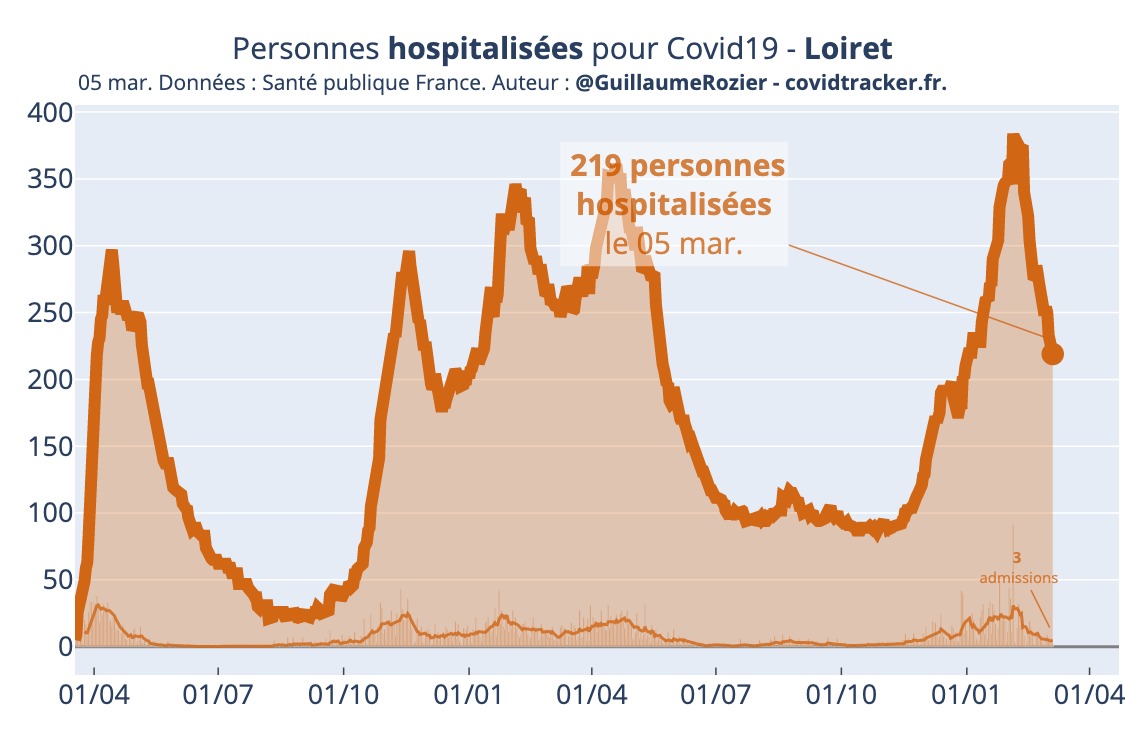 Personnes hospitalisées pour Covid19 - Loiret
05 mar. Données : Santé publique France. Auteur : @GuillaumeRozier - covidtracker.fr.
400
350
300
250
200
150
100
50
0
219 personnes
hospitalisées
le 05 mar.
3
admissions
01/04 01/07 01/10 01/01 01/04 01/07 01/10 01/01 01/04